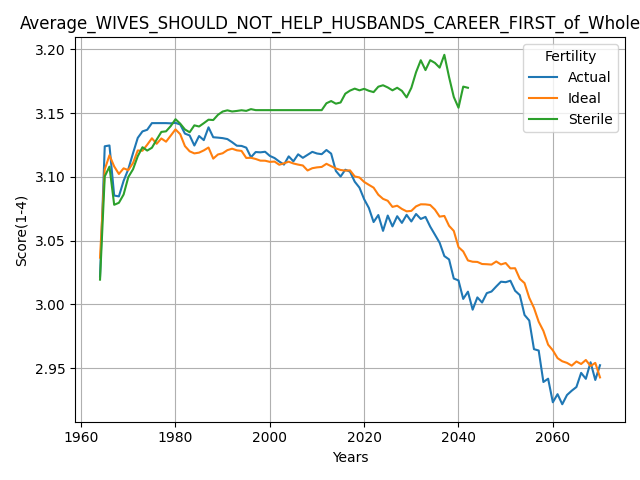 Average_WIVES_SHOULD_NOT_HELP_HUSBANDS_CAREER_FIRST_of_Whole
3.20
3.15
3.10
3.05
3.00
2.95
Score(1-4)
Fertility
Actual
Ideal
Sterile
1960 1980 2000 2020 2040 2060
Years